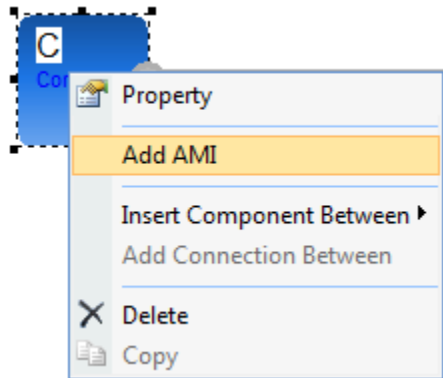 C
Property
Add AMI
Insert Component Between
Add Connection Between
Delete
Copy